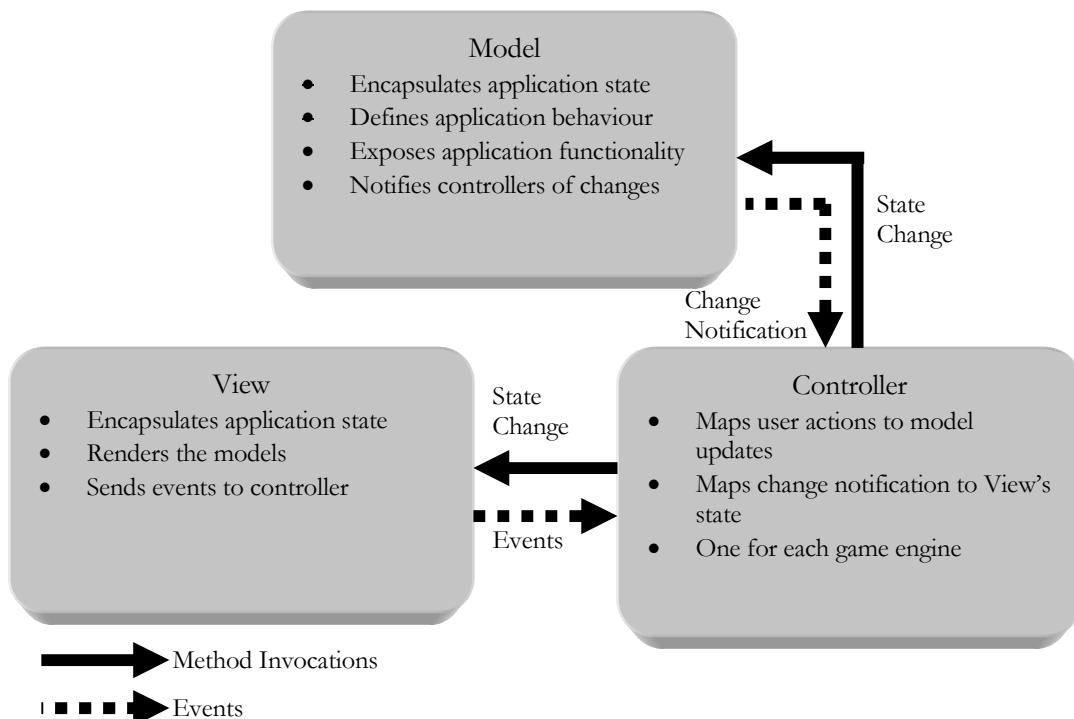 Model
• Encapsulates application state
• Defines application behaviour
• Exposes application functionality
• Notifies controllers of changes
State
Change
Change
Notification
View
• Encapsulates application state
• Renders the models
• Sends events to controller
State
Change
Events
Controller
• Maps user actions to model
updates
• Maps change notification to View's
state
• One for each game engine
Method Invocations
Events